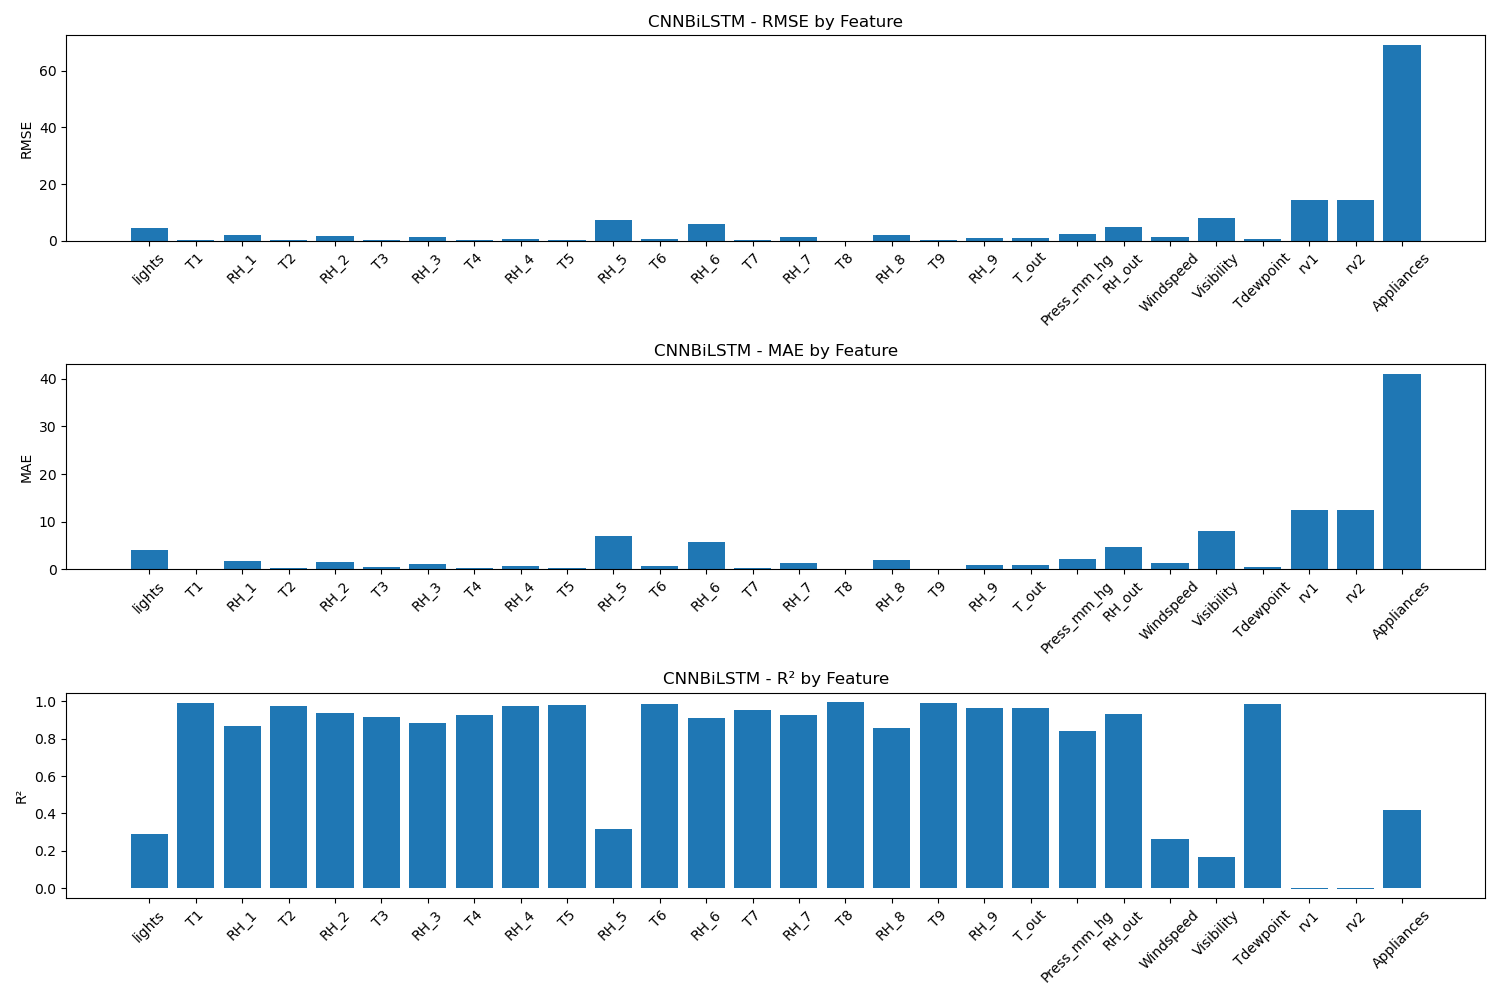 CNNBiLSTM - RMSE by Feature
RMSE
60
40
20
0
lights T1 RH_1 T2 RH_2 T3 RH_3 T4 RH_4 T5 RH_5 T6 RH_6 T7 RH_7 T8 RH_8 T9 RH_9 T_out Press_mm_hg RH_out Windspeed Visibility Tdewpoint rv1 rv2 Appliances
CNNBiLSTM - MAE by Feature
MAE
40
30
20
10
0
lights T1 RH_1 T2 RH_2 T3 RH_3 T4 RH_4 T5 RH_5 T6 RH_6 T7 RH_7 T8 RH_8 T9 RH_9 T_out Press_mm_hg RH_out Windspeed Visibility Tdewpoint rv1 rv2 Appliances
CNNBiLSTM - R² by Feature
R²
1.0
0.8
0.6
0.4
0.2
0.0
lights T1 RH_1 T2 RH_2 T3 RH_3 T4 RH_4 T5 RH_5 T6 RH_6 T7 RH_7 T8 RH_8 T9 RH_9 T_out Press_mm_hg RH_out Windspeed Visibility Tdewpoint rv1 rv2 Appliances